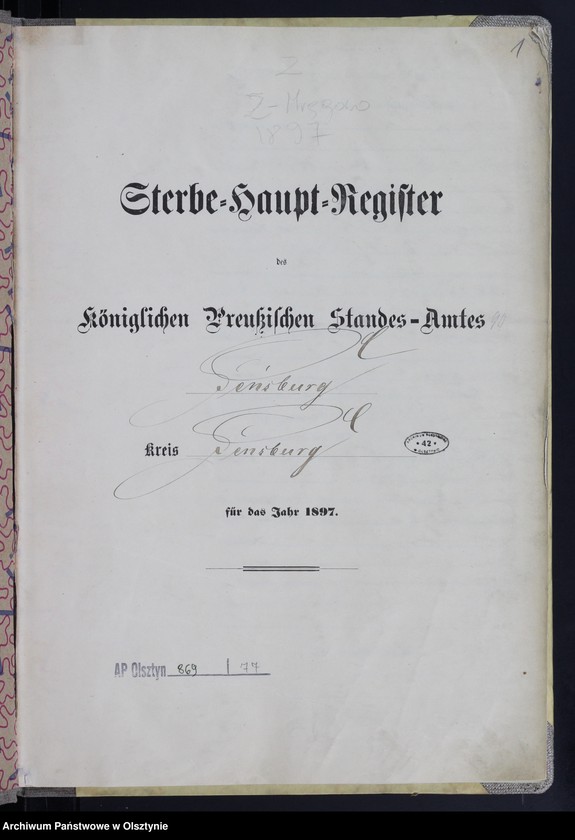 1
Z
1897
Sterbe-Haupt-Register
des
Königlichen Preußischen Standes-Amtes
Sensburg
Kreis Sensburg
42
für das Jahr 1897.
AP Olsztyn 869 / 77
Archiwum Państwowe w Olsztynie